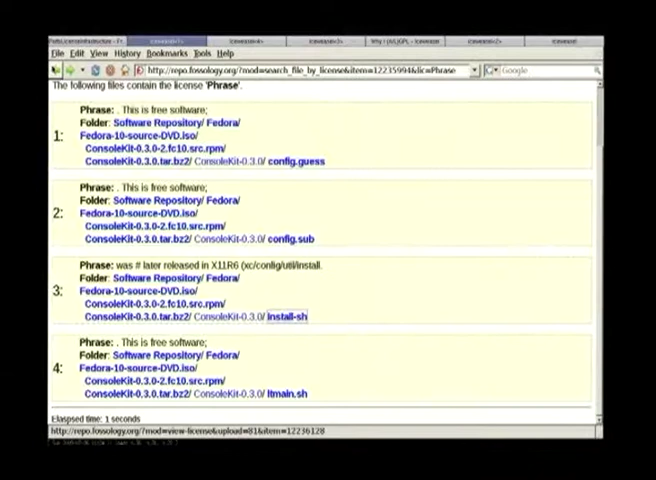 File Edit View History Bookmarks Tools Help
http://repo.fossology.org/?mod=search_file_by_license&item=12235994&lic=Phrase
Google
The following files contain the license 'Phrase'.
1:
Phrase: . This is free software;
Folder: Software Repository/ Fedora/
Fedora-10-source-DVD.iso/
ConsoleKit-0.3.0-2.fc10.src.rpm/
ConsoleKit-0.3.0.tar.bz2/ ConsoleKit-0.3.0/ config.guess
2:
Phrase: . This is free software;
Folder: Software Repository/ Fedora/
Fedora-10-source-DVD.iso/
ConsoleKit-0.3.0-2.fc10.src.rpm/
ConsoleKit-0.3.0.tar.bz2/ ConsoleKit-0.3.0/ config.sub
3:
Phrase: was # later released in X11R6 (xc/config/util/install.
Folder: Software Repository/ Fedora/
Fedora-10-source-DVD.iso/
ConsoleKit-0.3.0-2.fc10.src.rpm/
ConsoleKit-0.3.0.tar.bz2/ ConsoleKit-0.3.0/ install-sh
4:
Phrase: . This is free software;
Folder: Software Repository/ Fedora/
Fedora-10-source-DVD.iso/
ConsoleKit-0.3.0-2.fc10.src.rpm/
ConsoleKit-0.3.0.tar.bz2/ ConsoleKit-0.3.0/ ltmain.sh
Elaspsed time: 1 seconds
http://repo.fossology.org/?mod=view-license&upload=81&item=12236128